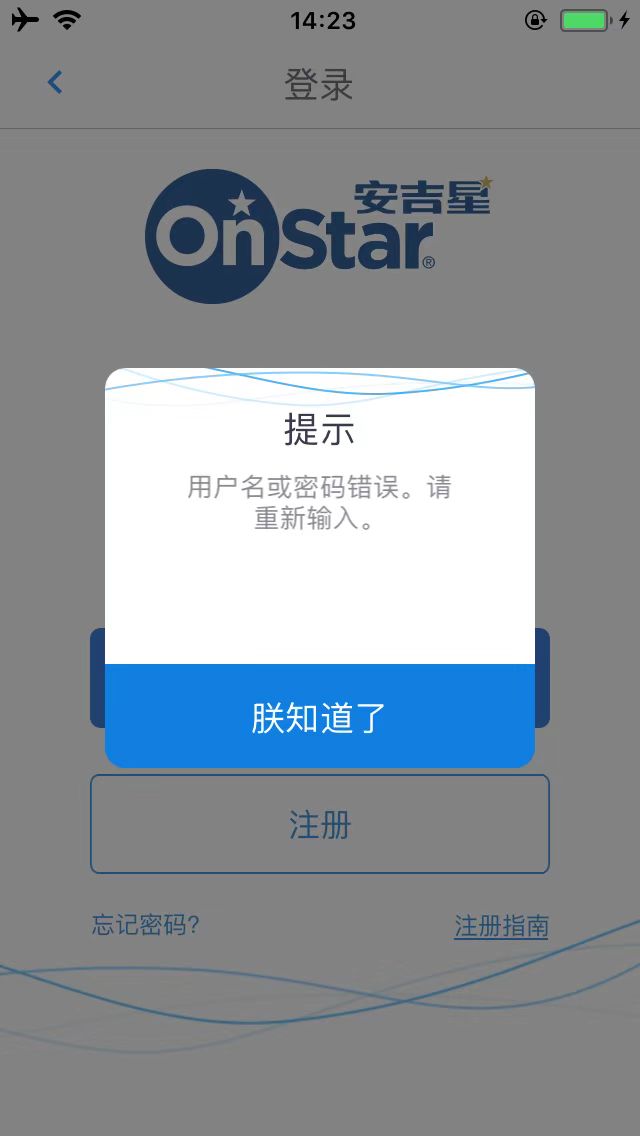 14:23
登录
安吉星
OnStar®
提示
用户名或密码错误。请
重新输入。
朕知道了
注册
忘记密码?
注册指南